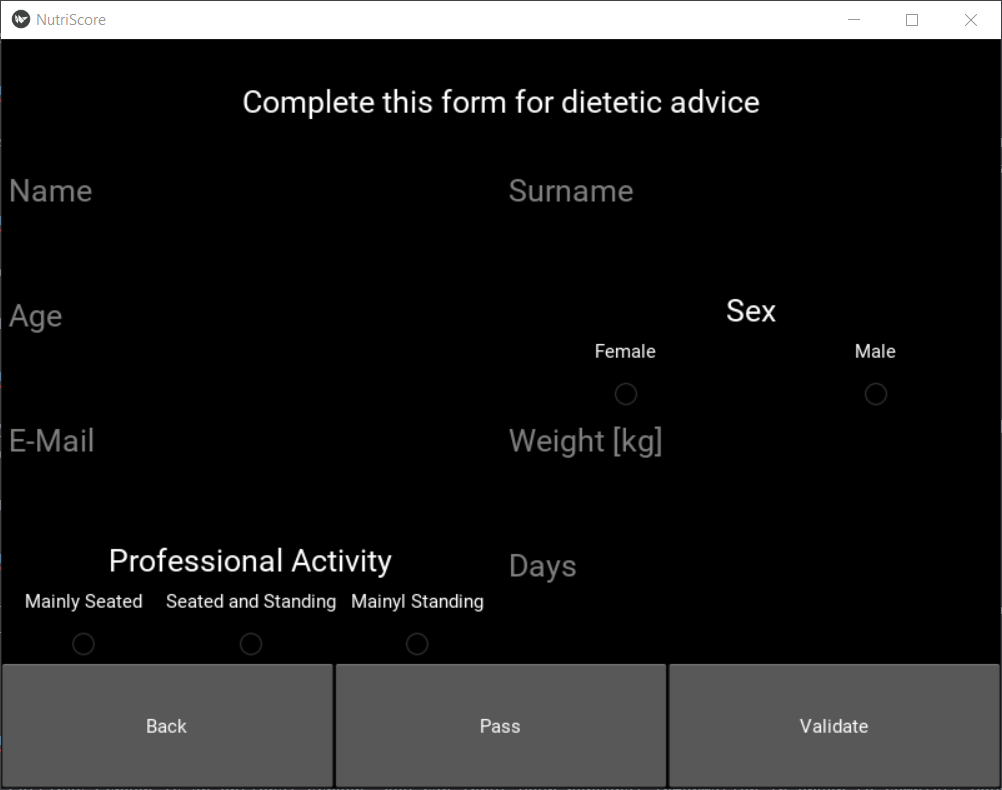 NutriScore
Complete this form for dietetic advice
Name
Surname
Age
Sex
Female
Male
E-Mail
Weight [kg]
Professional Activity
Days
Mainly Seated
Seated and Standing
Mainyl Standing
Back
Pass
Validate